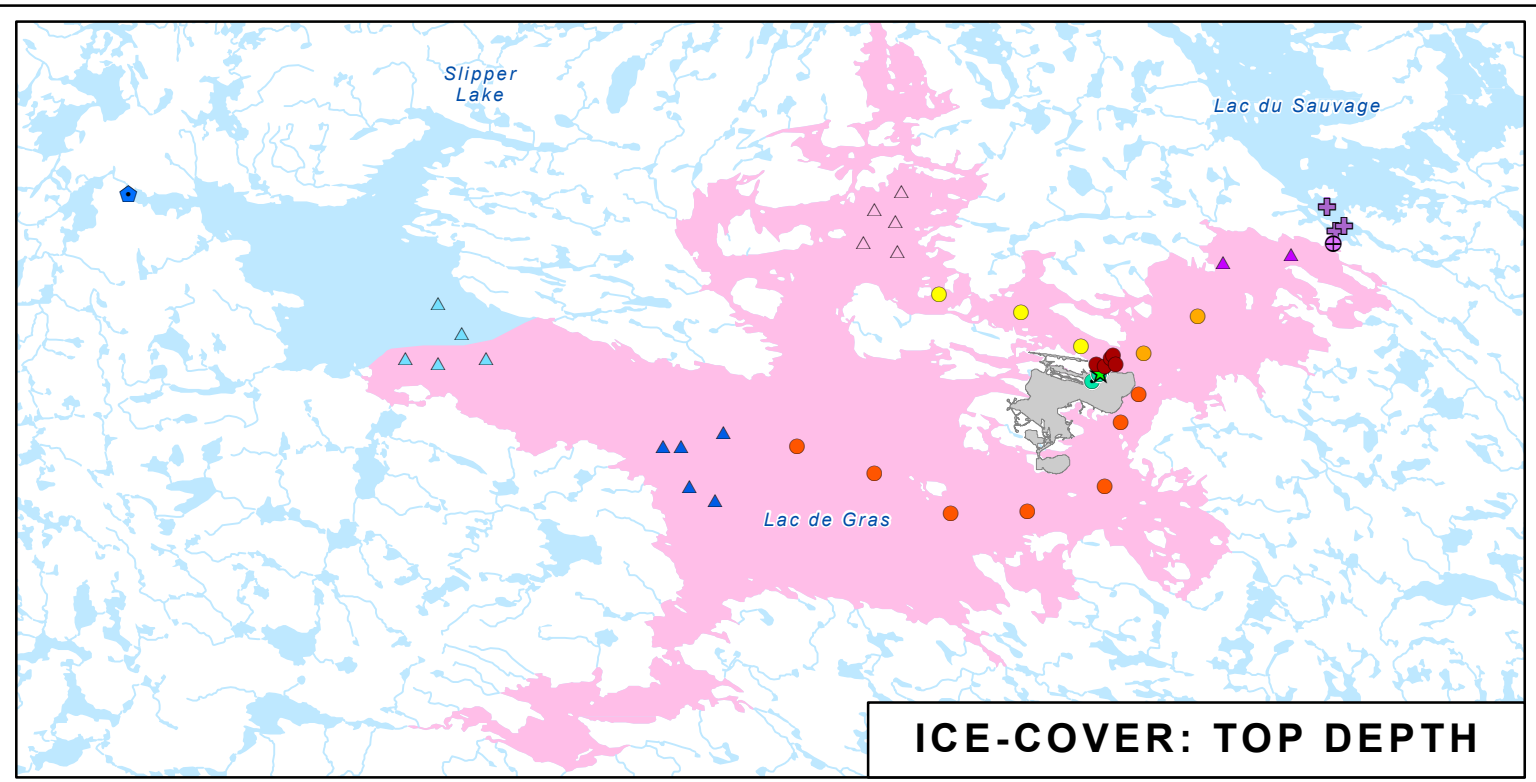 Slipper
Lake
Lac du Sauvage
Lac de Gras
ICE-COVER: TOP DEPTH